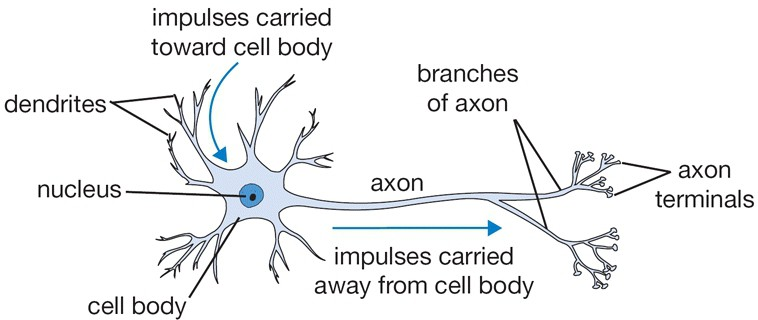 impulses carried
toward cell body
dendrites
nucleus
cell body
axon
impulses carried
away from cell body
branches
of axon
axon
terminals